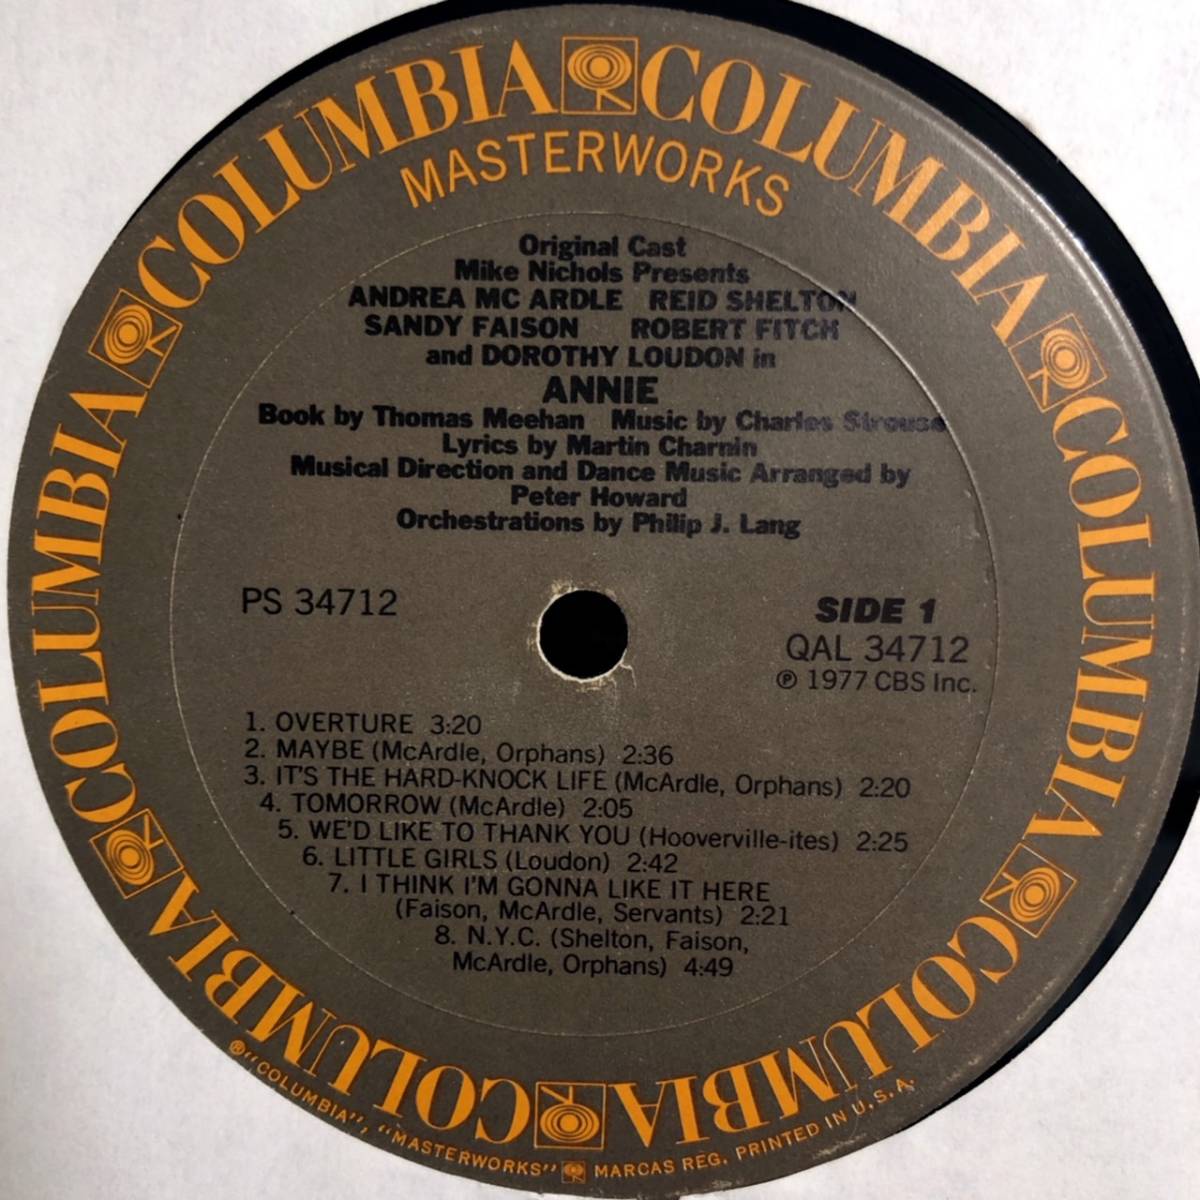 COLUMBIA COLUMBIA COLUMBIA COLUMBIA COLUMBIA COLUMBIA COLUMBIA COLUMBIA
MASTERWORKS
Original Cast
Mike Nichols Presents
ANDREA MC ARDLE REID SHELTON
SANDY FAISON ROBERT FITCH
and DOROTHY LOUDON in
ANNIE
Book by Thomas Meehan Music by Charles Strouse
Lyrics by Martin Charnin
Musical Direction and Dance Music Arranged by
Peter Howard
Orchestrations by Philip J. Lang
PS 34712
SIDE 1
QAL 34712
℗ 1977 CBS Inc.
1. OVERTURE 3:20
2. MAYBE (McArdle, Orphans) 2:36
3. IT'S THE HARD-KNOCK LIFE (McArdle, Orphans) 2:20
4. TOMORROW (McArdle) 2:05
5. WE'D LIKE TO THANK YOU (Hooverville-ites) 2:25
6. LITTLE GIRLS (Loudon) 2:42
7. I THINK I'M GONNA LIKE IT HERE
(Faison, McArdle, Servants) 2:21
8. N.Y.C. (Shelton, Faison,
McArdle, Orphans) 4:49
® "COLUMBIA", "MASTERWORKS" MARCAS REG. PRINTED IN U.S.A.